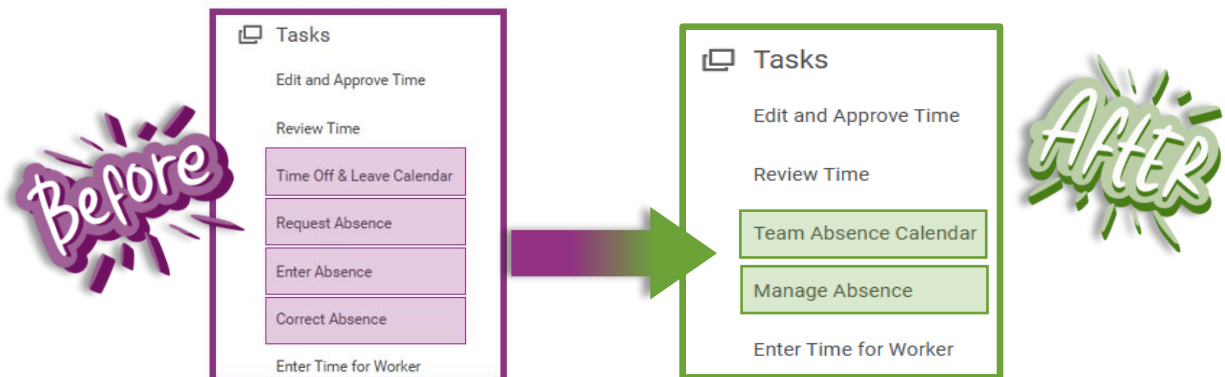 Before
Tasks
Edit and Approve Time
Review Time
Time Off & Leave Calendar
Request Absence
Enter Absence
Correct Absence
Enter Time for Worker
Tasks
Edit and Approve Time
Review Time
Team Absence Calendar
Manage Absence
Enter Time for Worker
AFtER